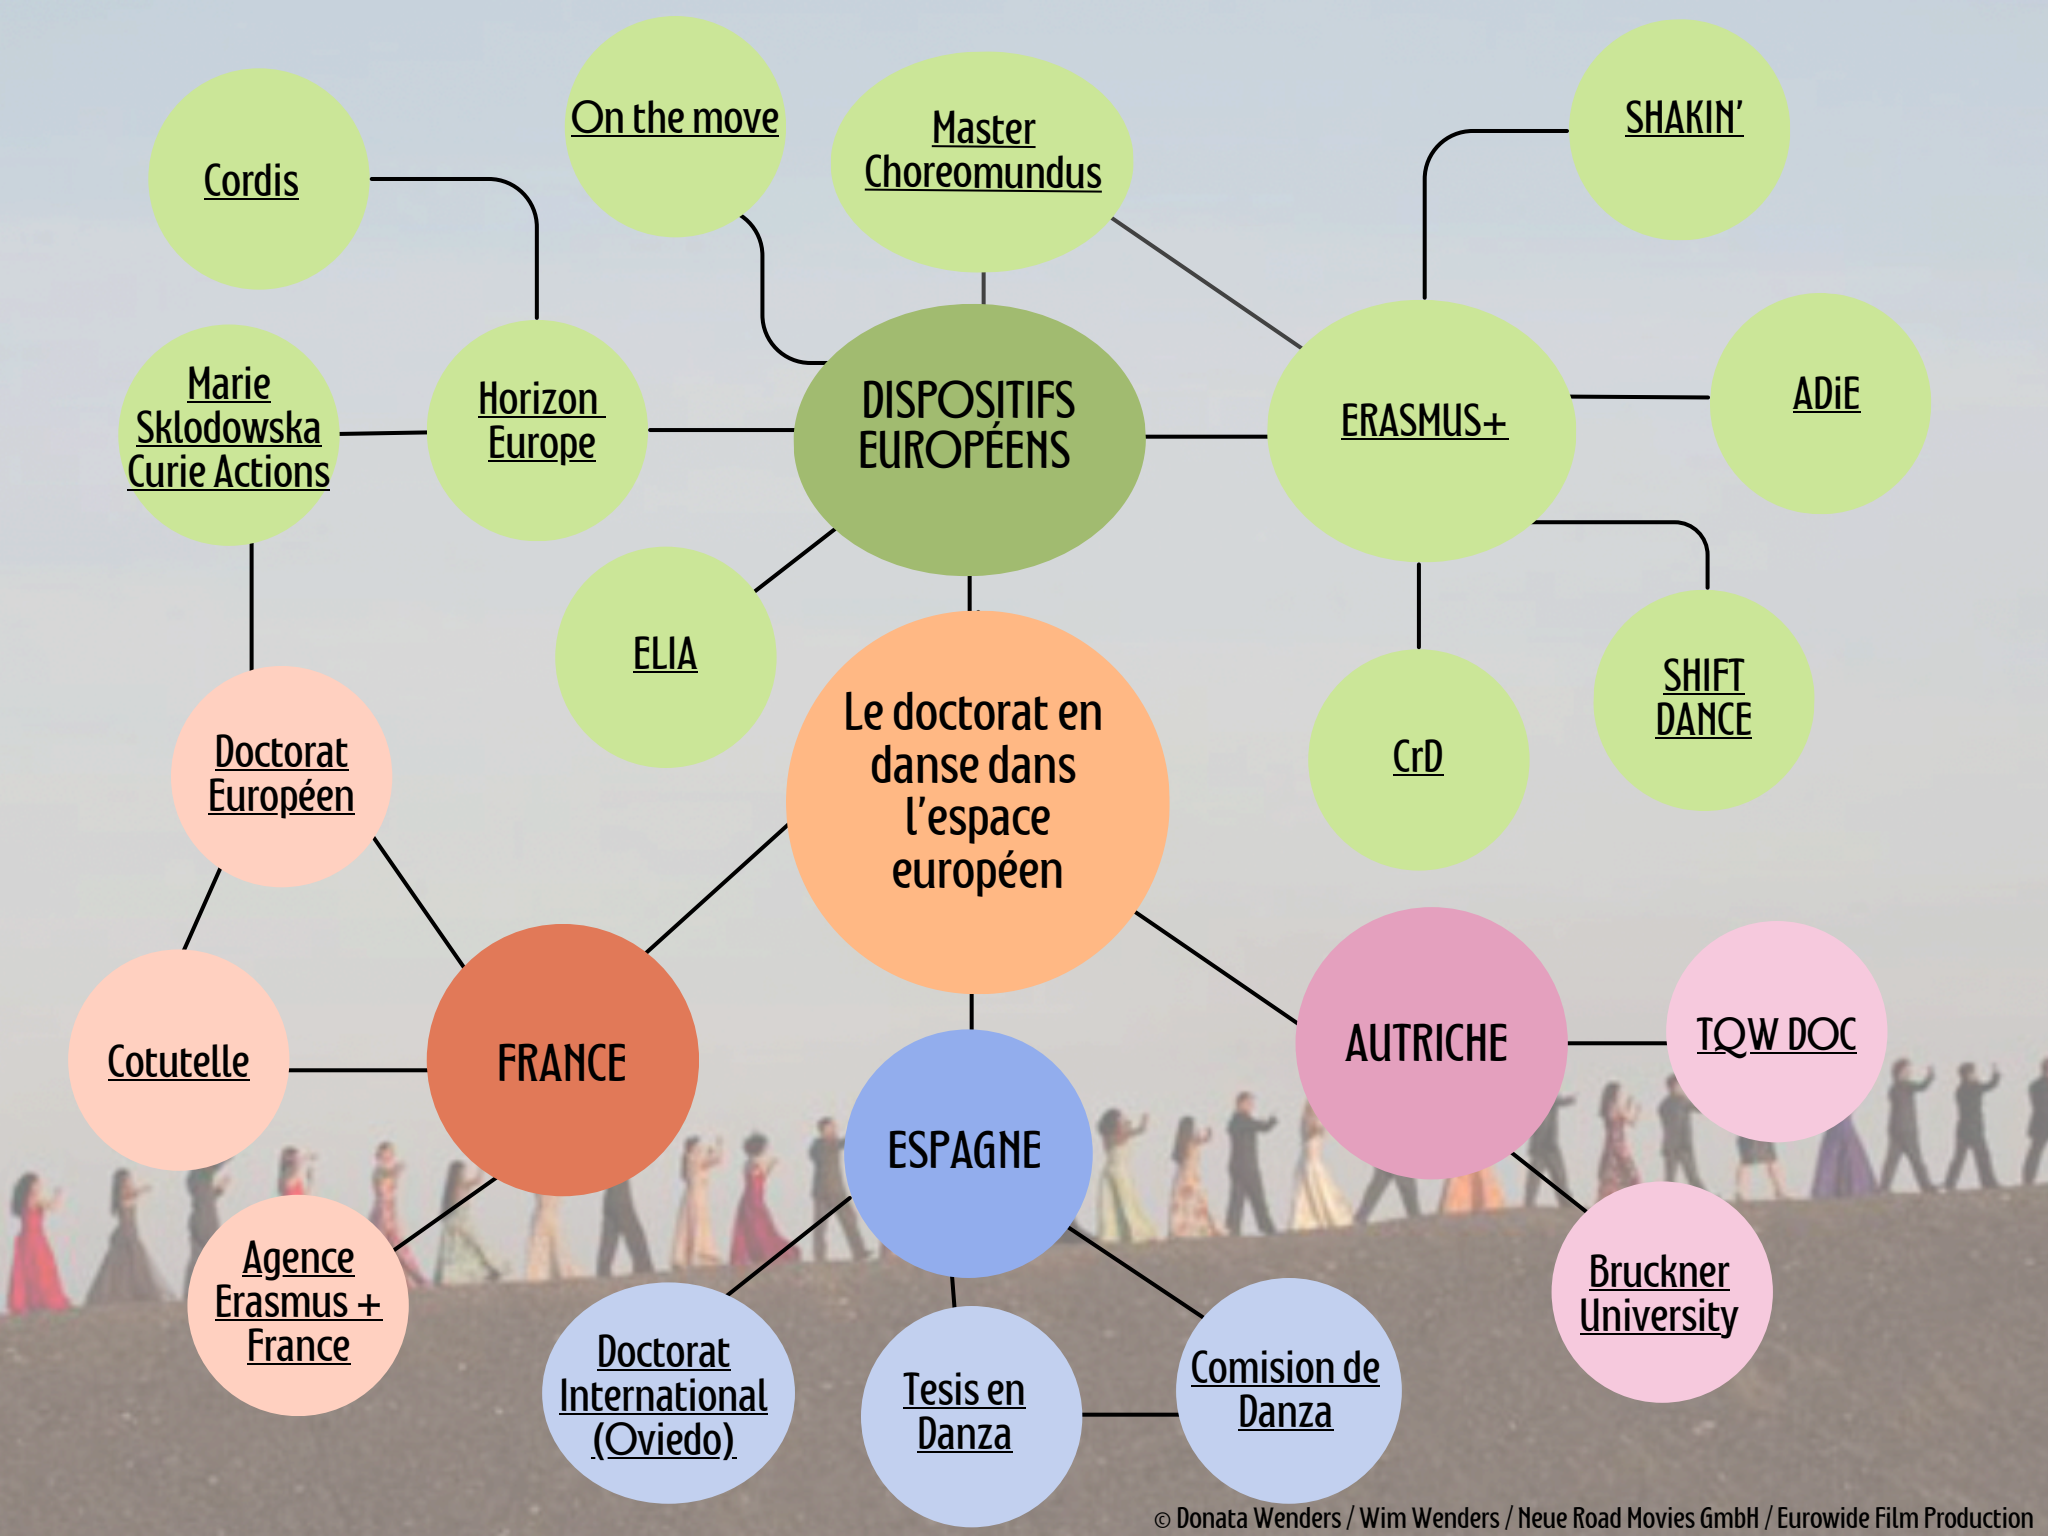 On the move
SHAKIN’
Master
Choreomundus
Cordis
Marie
Sklodowska
Curie Actions
Horizon
Europe
DISPOSITIFS
EUROPÉENS
ERASMUS+
ADiE
ELIA
SHIFT
DANCE
CrD
Doctorat
Européen
Le doctorat en
danse dans
l’espace
européen
Cotutelle
FRANCE
AUTRICHE
TQW DOC
ESPAGNE
Agence
Erasmus +
France
Bruckner
University
Doctorat
International
(Oviedo)
Tesis en
Danza
Comision de
Danza
© Donata Wenders / Wim Wenders / Neue Road Movies GmbH / Eurowide Film Production